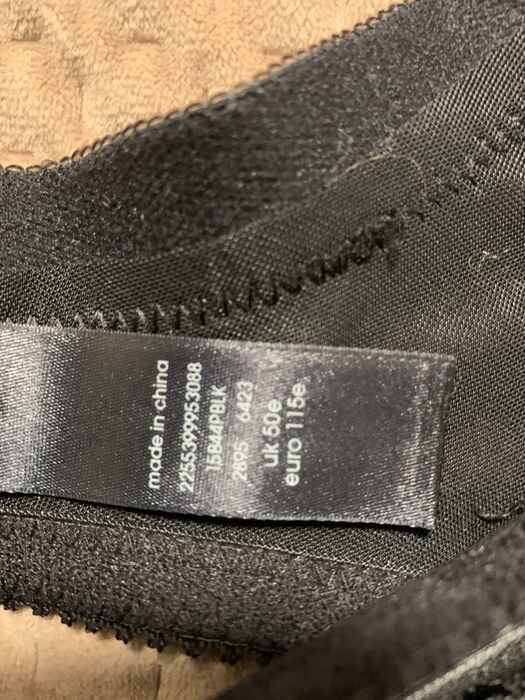 made in china
2255399953088
15844PBLK
2895 6423
uk 50e
euro 115e